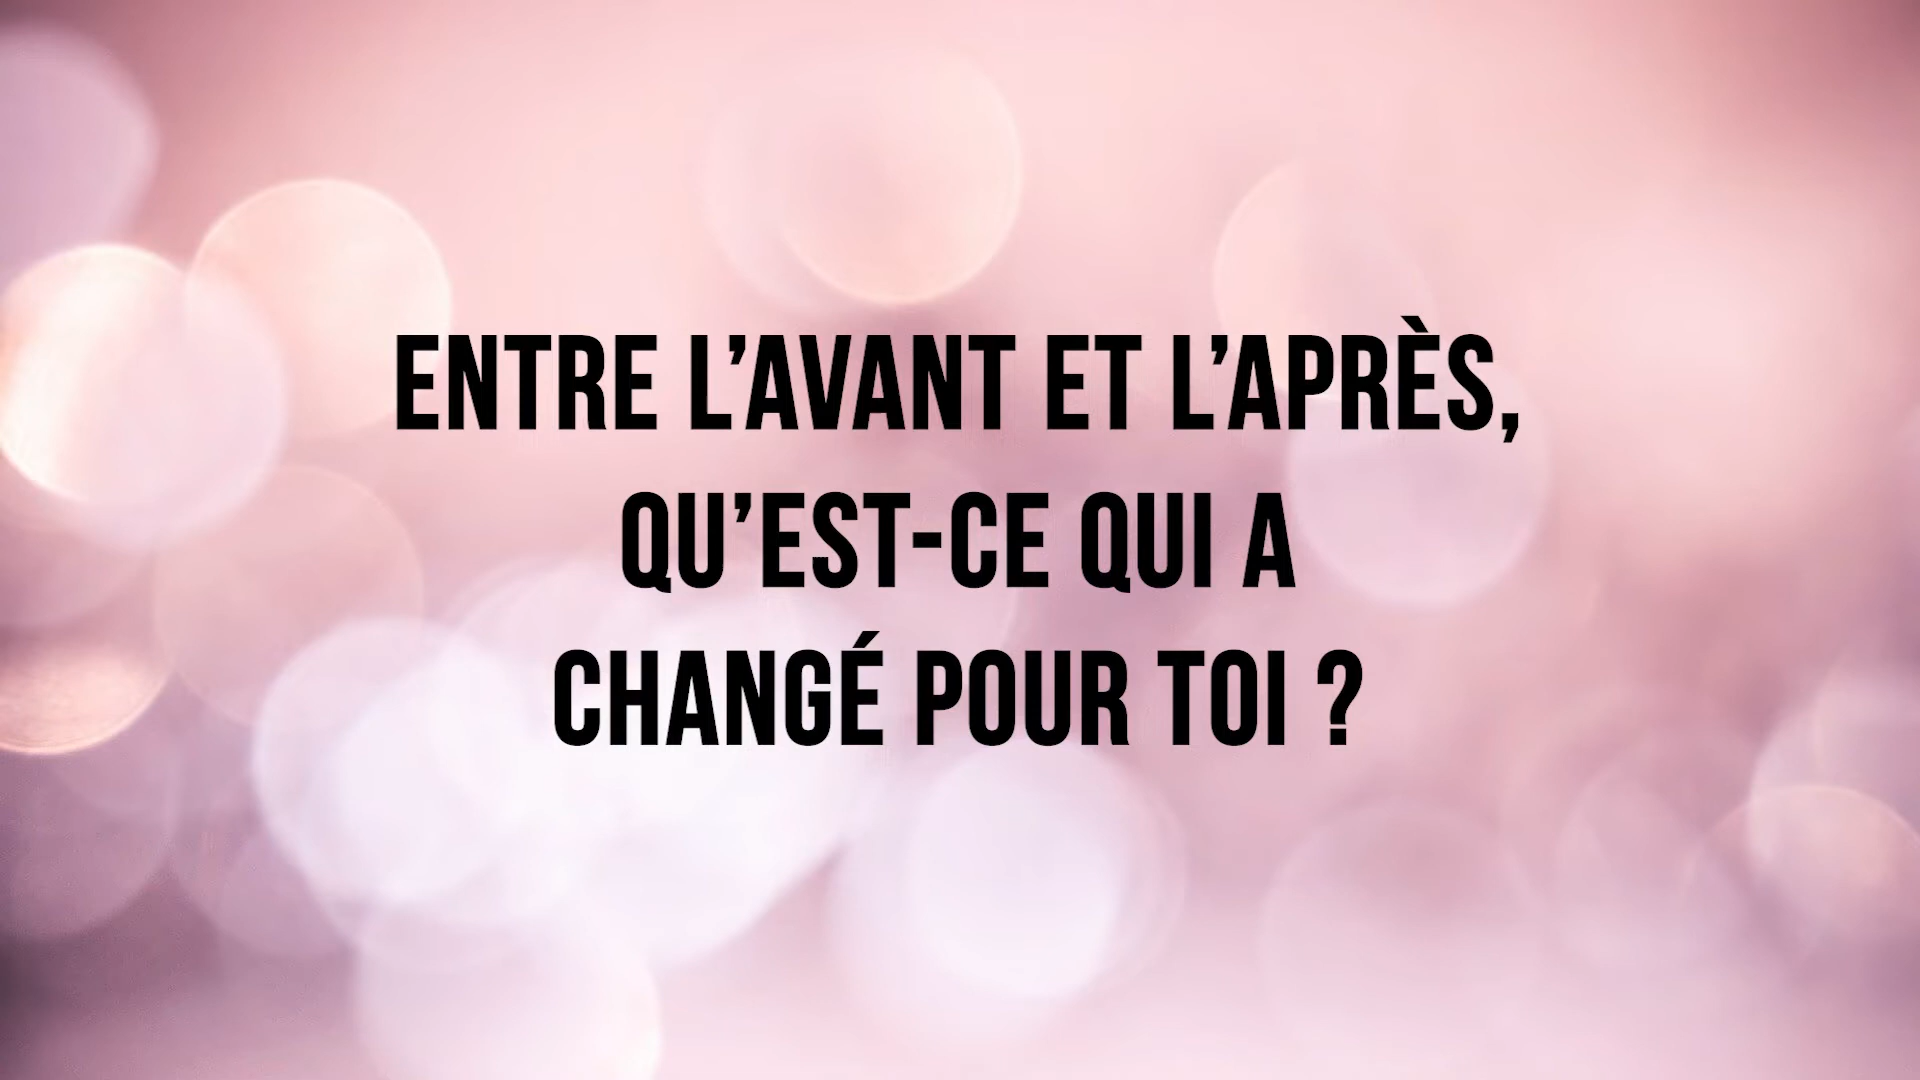 ENTRE L’AVANT ET L’APRÈS,
QU’EST-CE QUI A
CHANGÉ POUR TOI ?